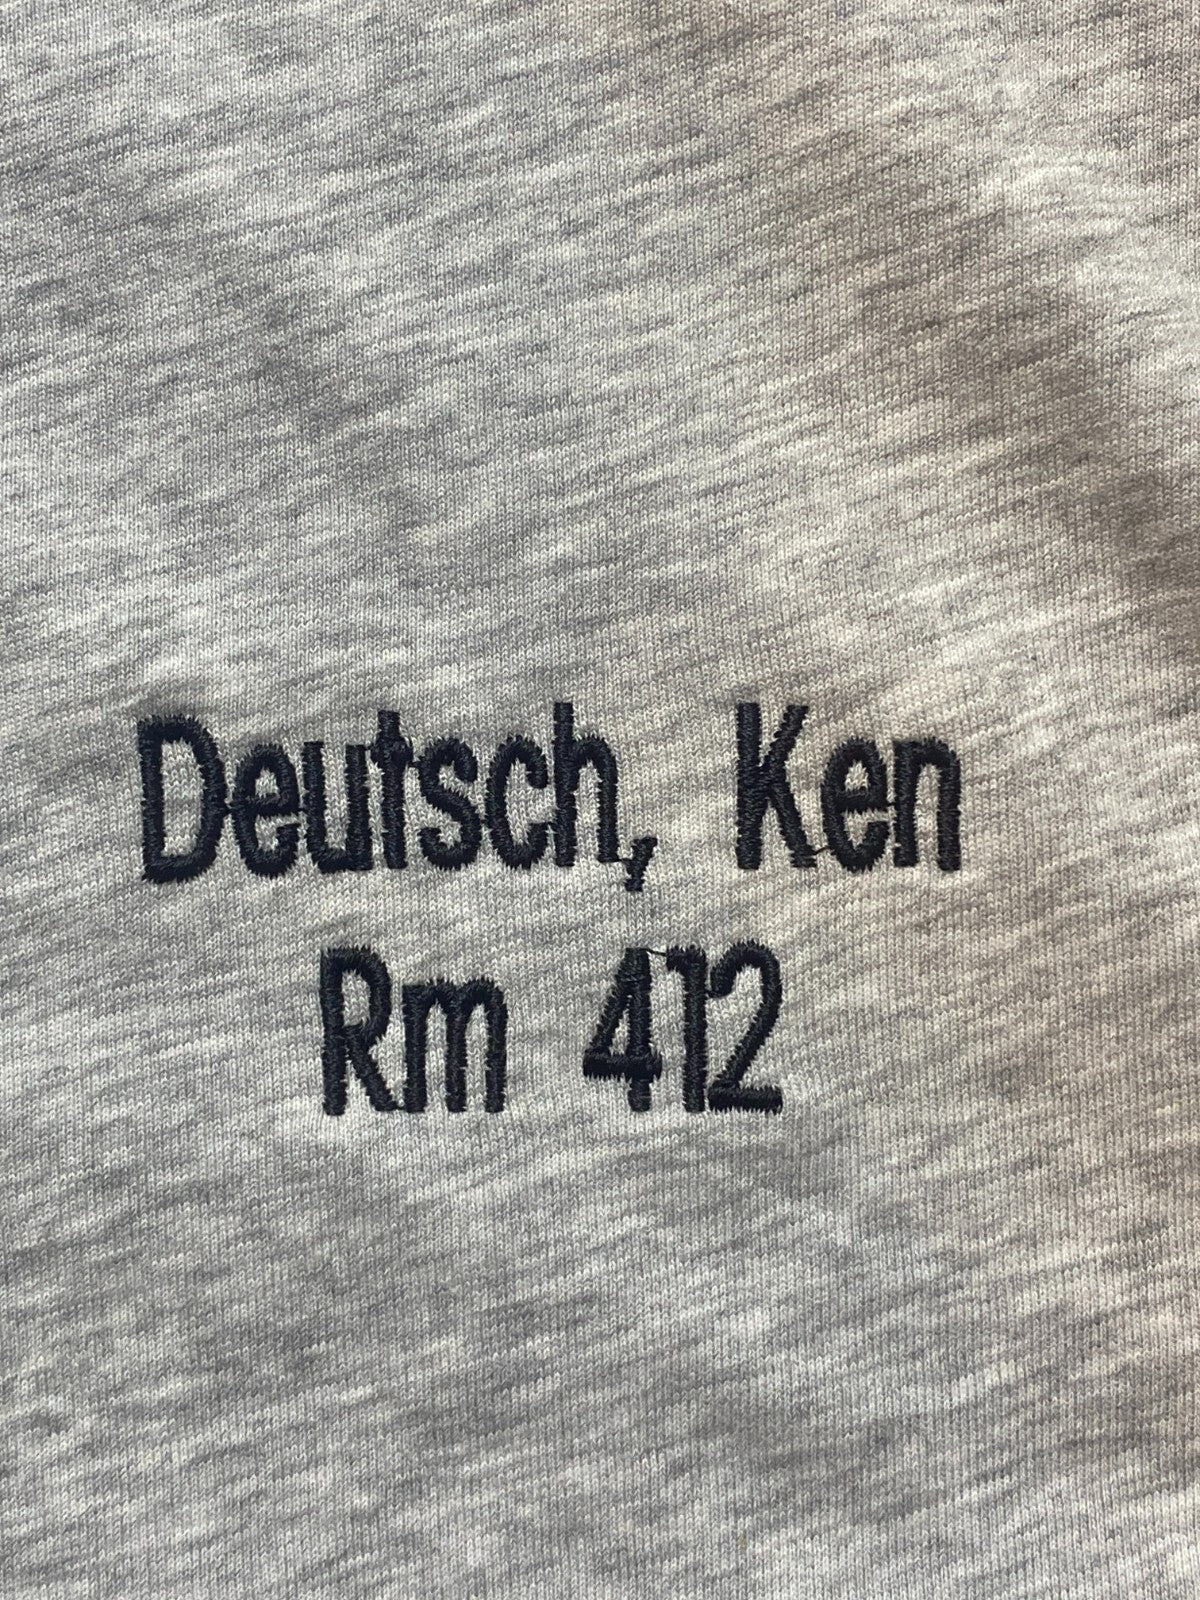 Deutsch, Ken
Rm 412